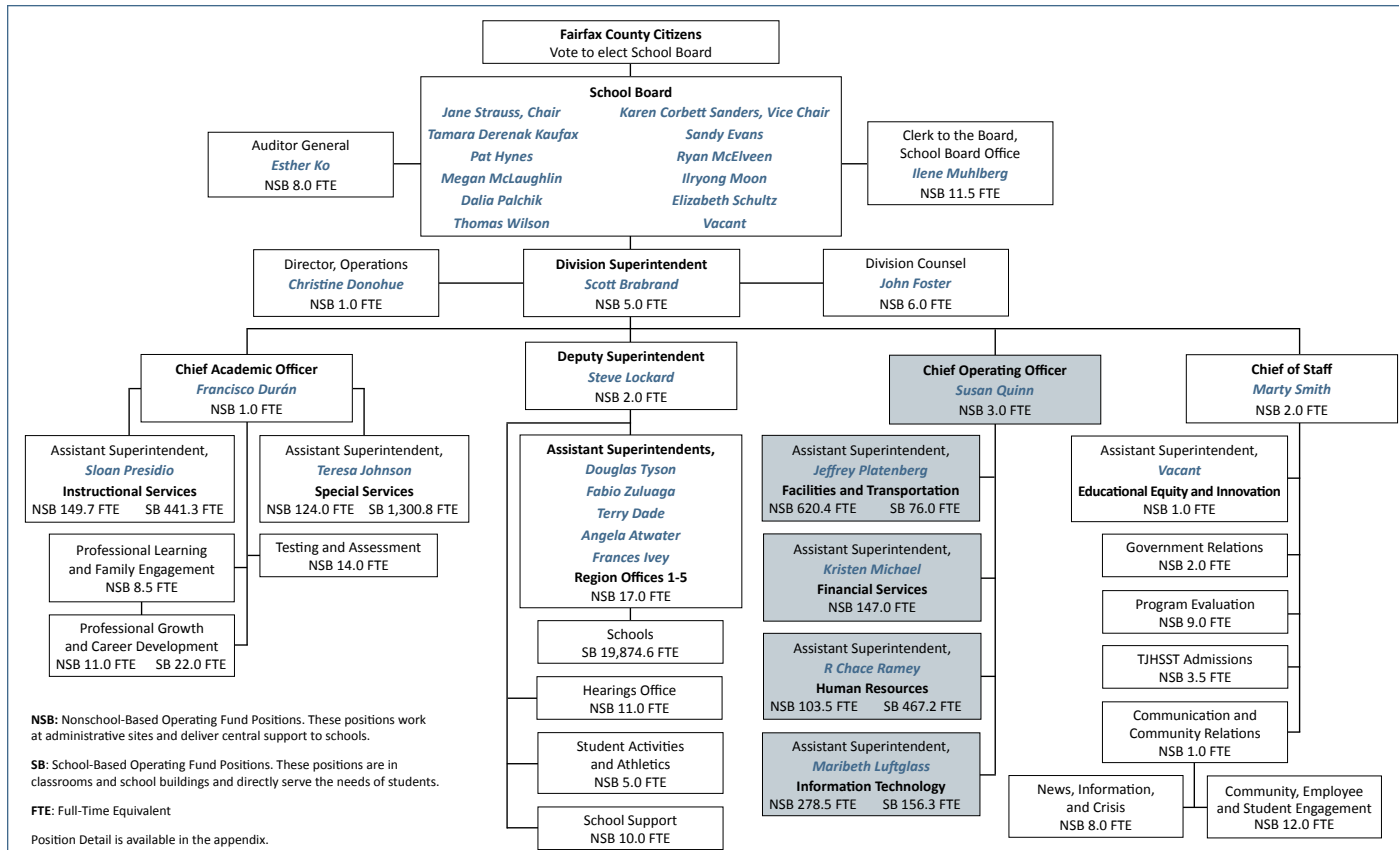 Fairfax County Citizens
Vote to elect School Board
School Board
Jane Strauss, Chair
Karen Corbett Sanders, Vice Chair
Tamara Derenak Kaufax
Sandy Evans
Pat Hynes
Ryan McElveen
Megan McLaughlin
Ilryong Moon
Dalia Palchik
Elizabeth Schultz
Thomas Wilson
Vacant
Auditor General
Esther Ko
NSB 8.0 FTE
Clerk to the Board,
School Board Office
Ilene Muhlberg
NSB 11.5 FTE
Director, Operations
Christine Donohue
NSB 1.0 FTE
Division Superintendent
Scott Brabrand
NSB 5.0 FTE
Division Counsel
John Foster
NSB 6.0 FTE
Chief Academic Officer
Francisco Durán
NSB 1.0 FTE
Deputy Superintendent
Steve Lockard
NSB 2.0 FTE
Chief Operating Officer
Susan Quinn
NSB 3.0 FTE
Chief of Staff
Marty Smith
NSB 2.0 FTE
Assistant Superintendent,
Sloan Presidio
Instructional Services
NSB 149.7 FTE SB 441.3 FTE
Assistant Superintendent,
Teresa Johnson
Special Services
NSB 124.0 FTE SB 1,300.8 FTE
Professional Learning
and Family Engagement
NSB 8.5 FTE
Testing and Assessment
NSB 14.0 FTE
Professional Growth
and Career Development
NSB 11.0 FTE SB 22.0 FTE
Assistant Superintendents,
Douglas Tyson
Fabio Zuluaga
Terry Dade
Angela Atwater
Frances Ivey
Region Offices 1-5
NSB 17.0 FTE
Schools
SB 19,874.6 FTE
Hearings Office
NSB 11.0 FTE
Student Activities
and Athletics
NSB 5.0 FTE
School Support
NSB 10.0 FTE
Assistant Superintendent,
Jeffrey Platenberg
Facilities and Transportation
NSB 620.4 FTE SB 76.0 FTE
Assistant Superintendent,
Kristen Michael
Financial Services
NSB 147.0 FTE
Assistant Superintendent,
R Chace Ramey
Human Resources
NSB 103.5 FTE SB 467.2 FTE
Assistant Superintendent,
Maribeth Luftglass
Information Technology
NSB 278.5 FTE SB 156.3 FTE
Assistant Superintendent,
Vacant
Educational Equity and Innovation
NSB 1.0 FTE
Government Relations
NSB 2.0 FTE
Program Evaluation
NSB 9.0 FTE
TJHSST Admissions
NSB 3.5 FTE
Communication and
Community Relations
NSB 1.0 FTE
News, Information,
and Crisis
NSB 8.0 FTE
Community, Employee
and Student Engagement
NSB 12.0 FTE
NSB: Nonschool-Based Operating Fund Positions. These positions work
at administrative sites and deliver central support to schools.
SB: School-Based Operating Fund Positions. These positions are in
classrooms and school buildings and directly serve the needs of students.
FTE: Full-Time Equivalent
Position Detail is available in the appendix.